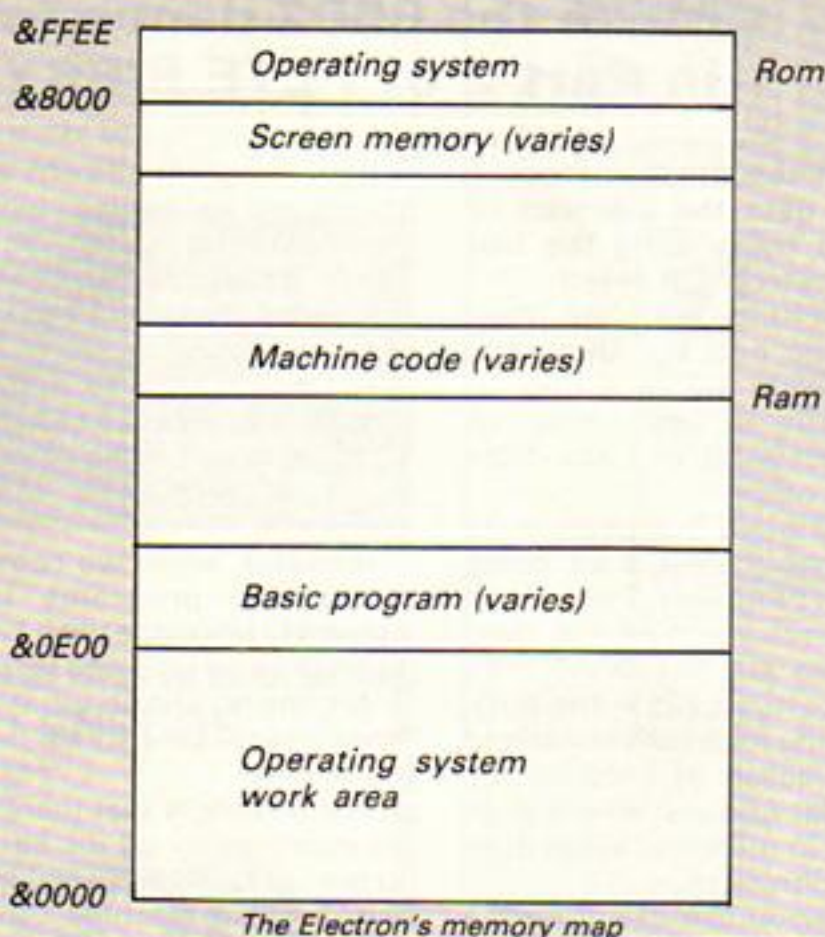 &FFEE
Operating system
Rom
&8000
Screen memory (varies)
Machine code (varies)
Ram
Basic program (varies)
&0E00
Operating system
work area
&0000
The Electron's memory map